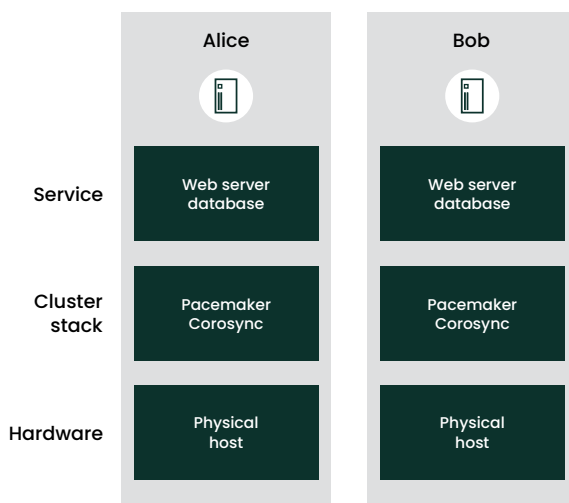 Alice
Bob
Service
Web server
database
Web server
database
Cluster
stack
Pacemaker
Corosync
Pacemaker
Corosync
Hardware
Physical
host
Physical
host